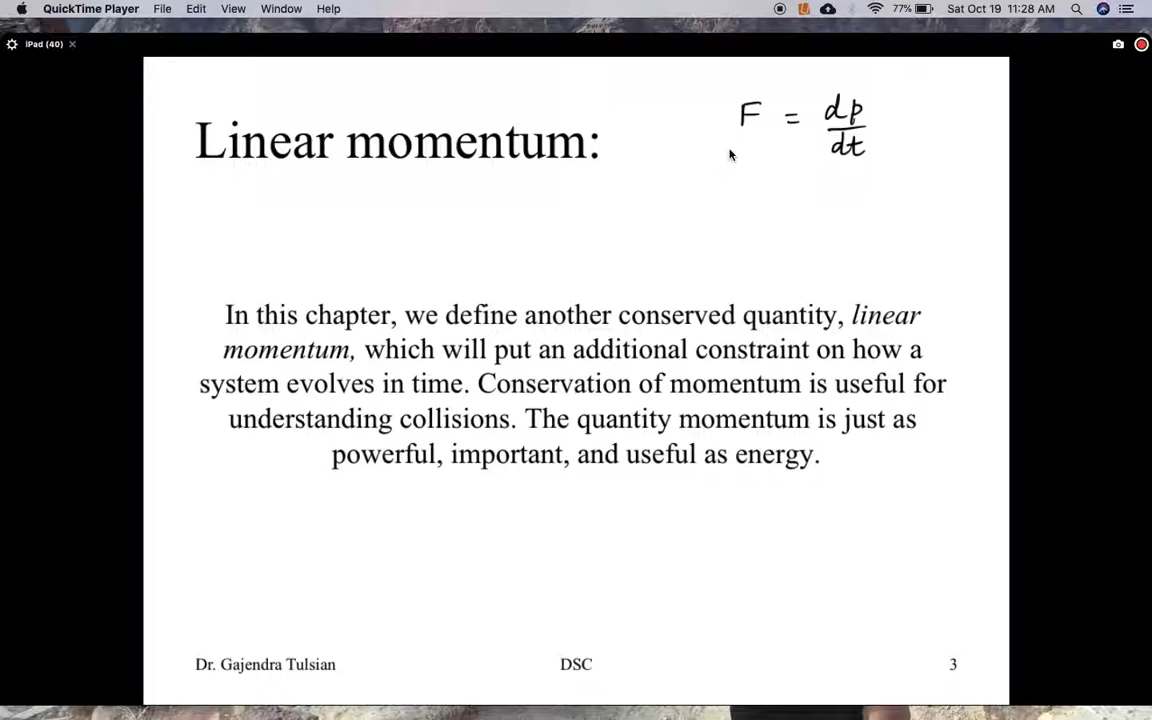 QuickTime Player File Edit View Window Help 77% Sat Oct 19 11:28 AM
iPad (40)
F = dp/dt
Linear momentum:
In this chapter, we define another conserved quantity, linear
momentum, which will put an additional constraint on how a
system evolves in time. Conservation of momentum is useful for
understanding collisions. The quantity momentum is just as
powerful, important, and useful as energy.
Dr. Gajendra Tulsian DSC 3